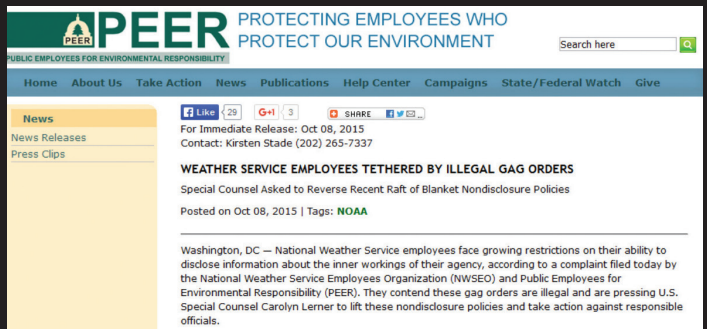 PEER
PEER
PUBLIC EMPLOYEES FOR ENVIRONMENTAL RESPONSIBILITY
PROTECTING EMPLOYEES WHO
PROTECT OUR ENVIRONMENT
Search here
Home About Us Take Action News Publications Help Center Campaigns State/Federal Watch Give
News
News Releases
Press Clips
Like 29 G+1 3 SHARE
For Immediate Release: Oct 08, 2015
Contact: Kirsten Stade (202) 265-7337
WEATHER SERVICE EMPLOYEES TETHERED BY ILLEGAL GAG ORDERS
Special Counsel Asked to Reverse Recent Raft of Blanket Nondisclosure Policies
Posted on Oct 08, 2015 | Tags: NOAA
Washington, DC — National Weather Service employees face growing restrictions on their ability to
disclose information about the inner workings of their agency, according to a complaint filed today by
the National Weather Service Employees Organization (NWSEO) and Public Employees for
Environmental Responsibility (PEER). They contend these gag orders are illegal and are pressing U.S.
Special Counsel Carolyn Lerner to lift these nondisclosure policies and take action against responsible
officials.